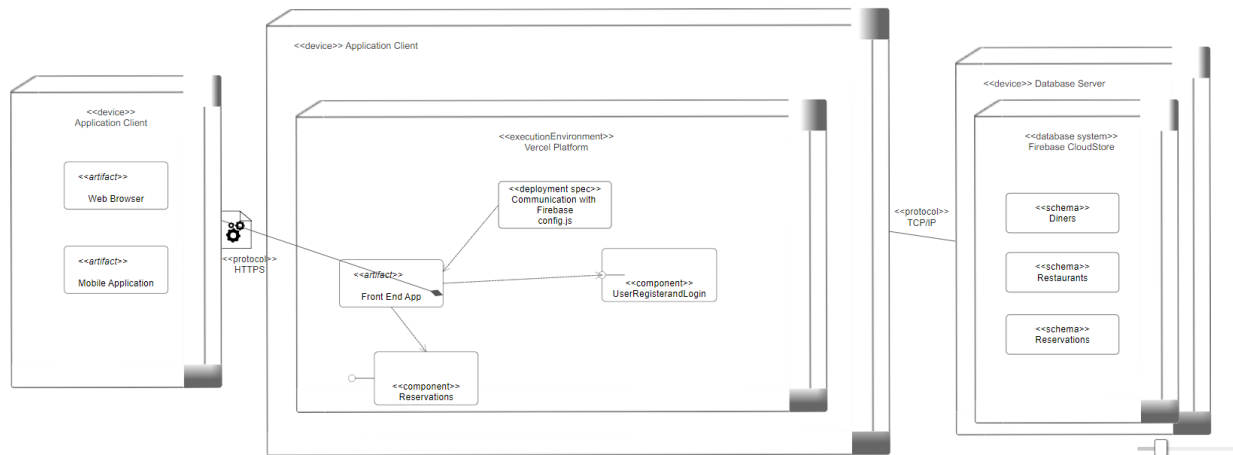 <<device>> Application Client
<<device>>
Application Client
<<artifact>>
Web Browser
<<artifact>>
Mobile Application
<<protocol>>
HTTPS
<<executionEnvironment>>
Vercel Platform
<<deployment spec>>
Communication with
Firebase
config.js
<<artifact>>
Front End App
<<component>>
UserRegisterandLogin
<<component>>
Reservations
<<protocol>>
TCP/IP
<<device>> Database Server
<<database system>>
Firebase CloudStore
<<schema>>
Diners
<<schema>>
Restaurants
<<schema>>
Reservations